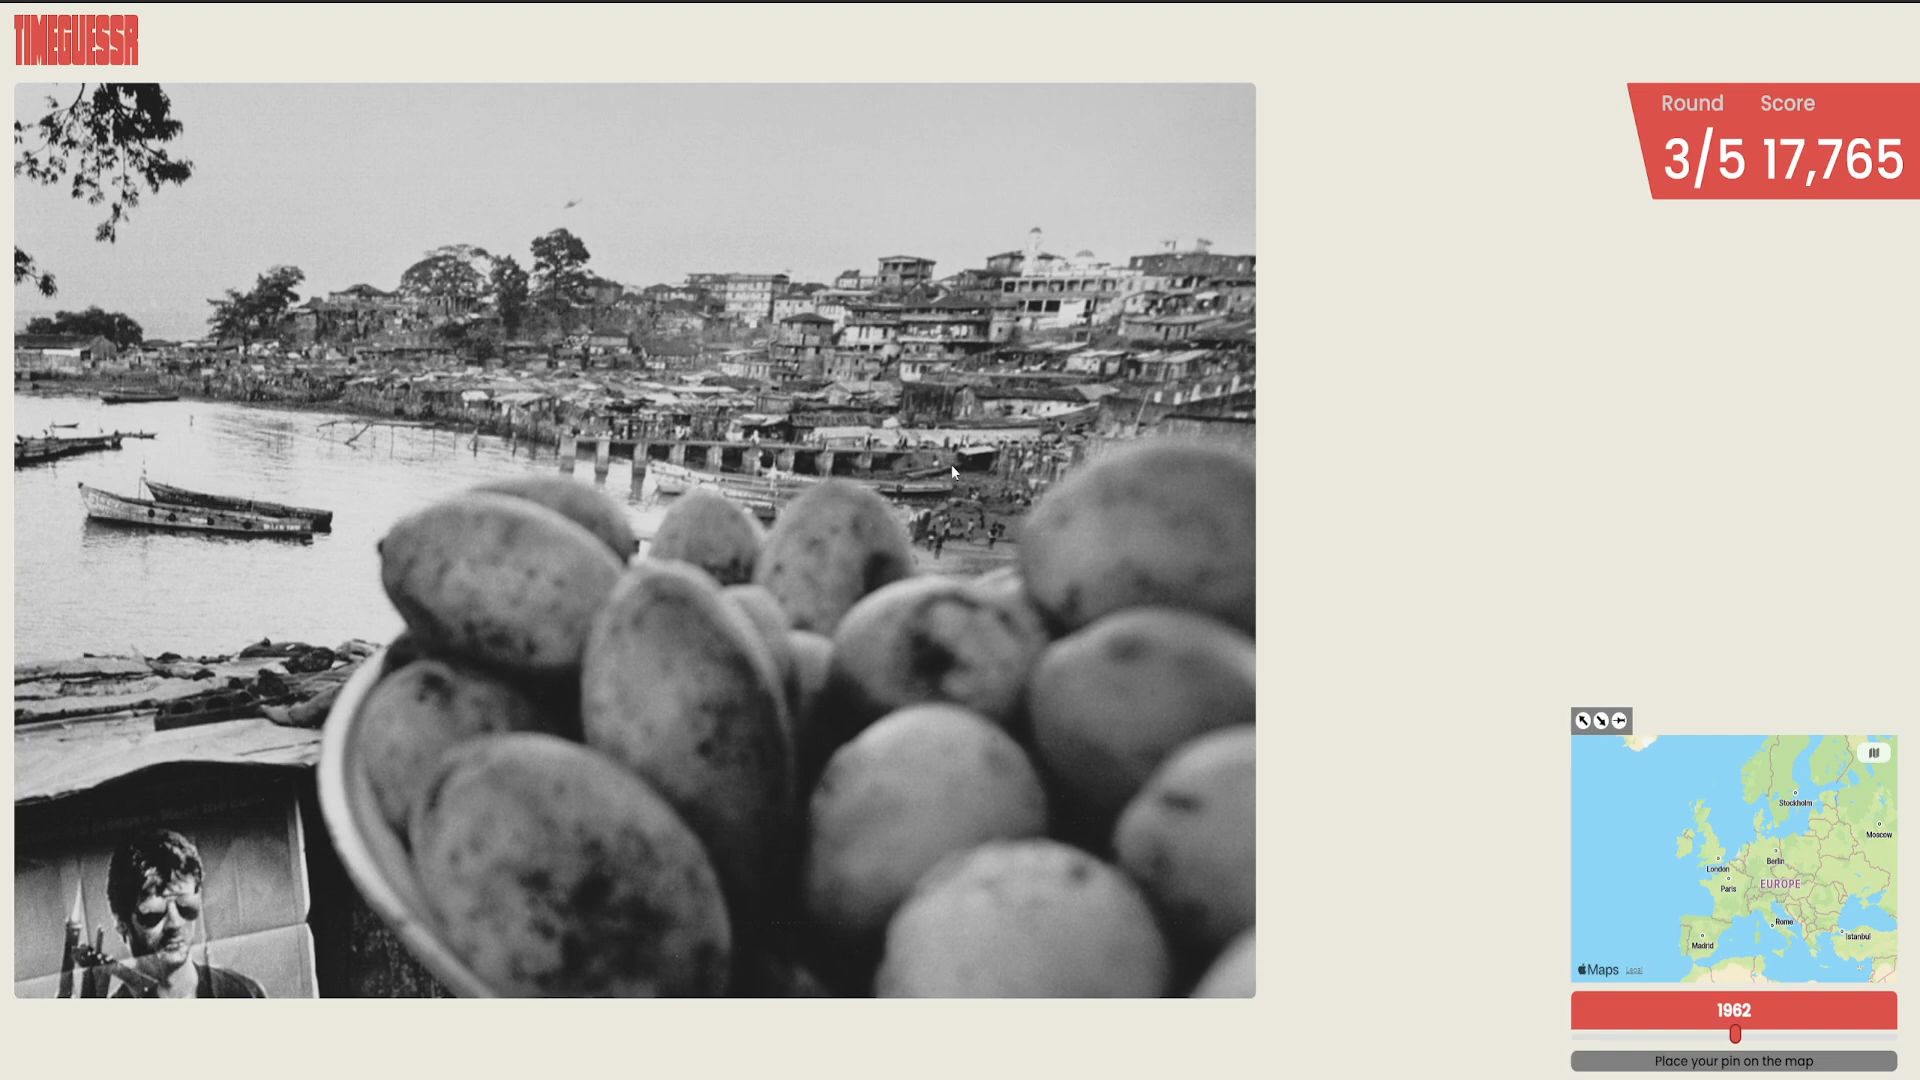 TIMEGUESSR
Round Score
3/5 17,765
Stockholm
Moscow
Berlin
London
Paris
EUROPE
Rome
Madrid
Istanbul
Maps Legal
1962
Place your pin on the map